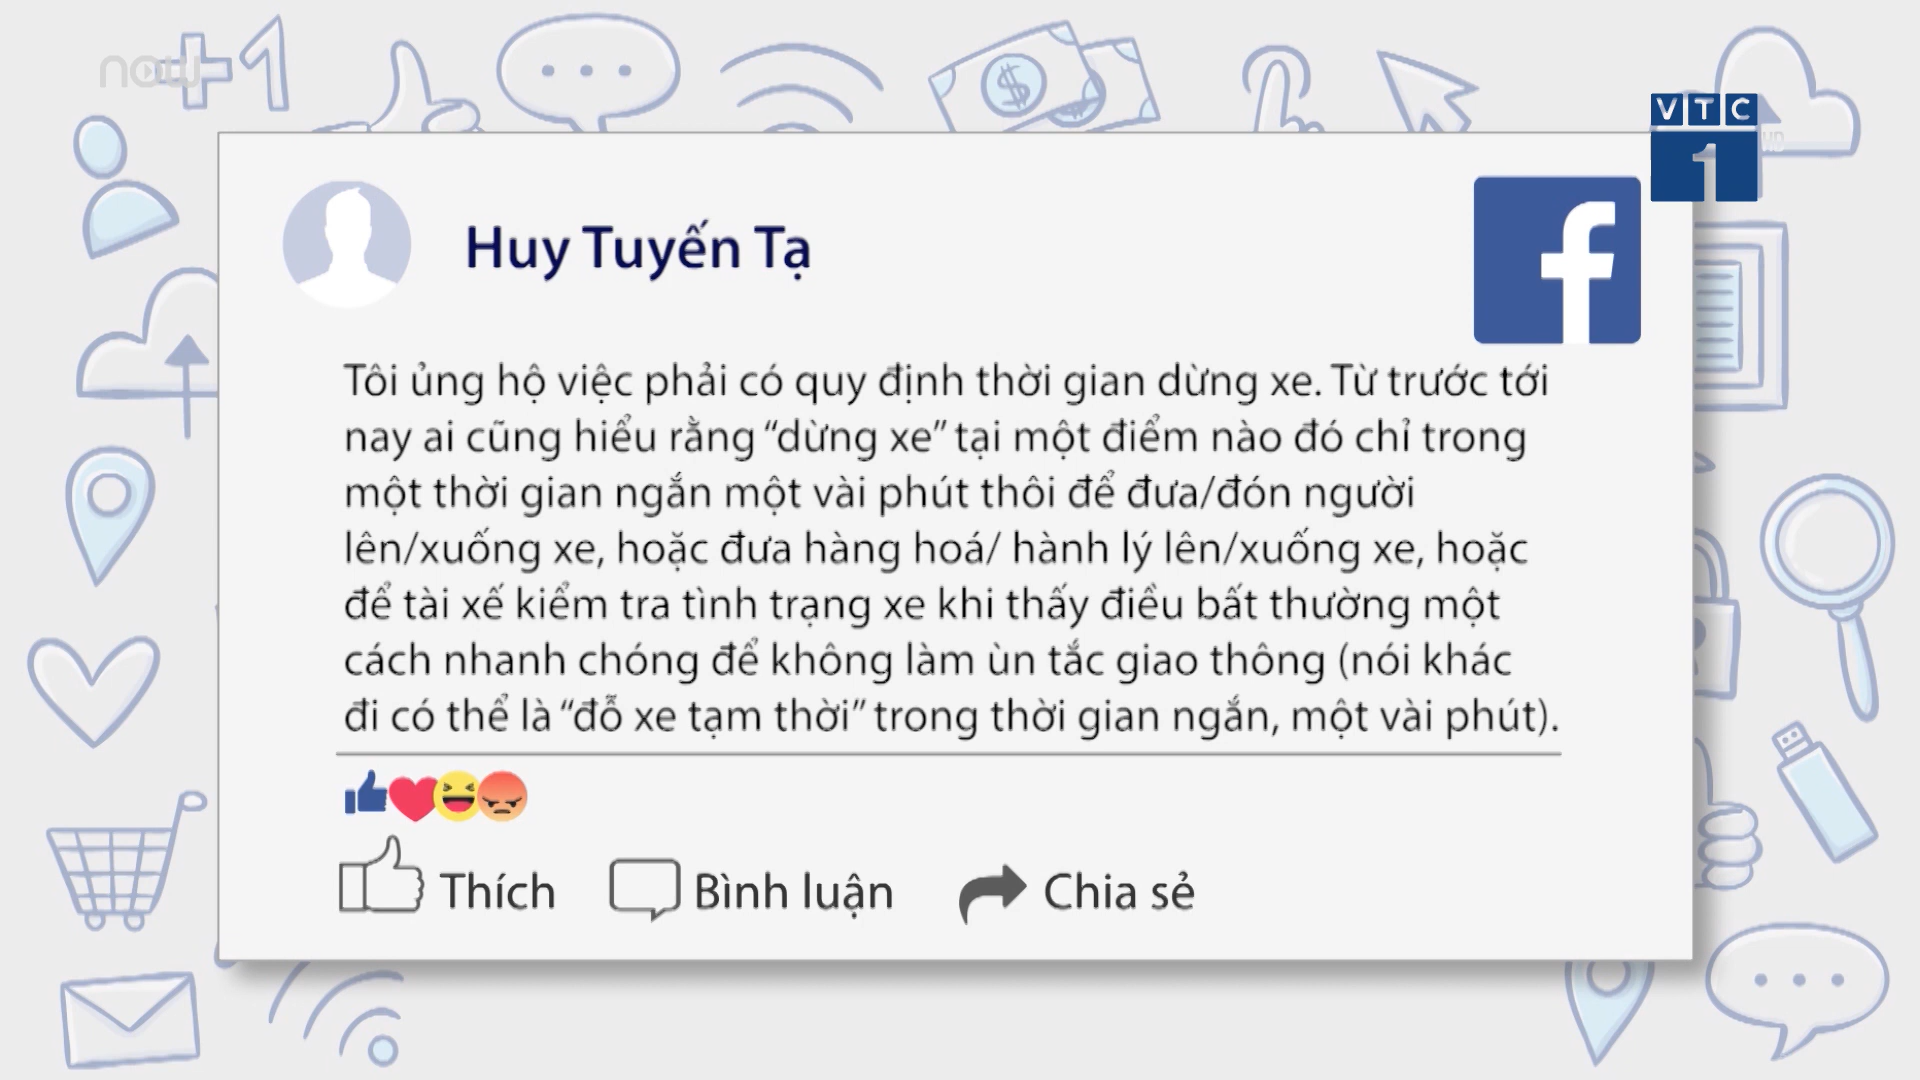 now
+1
VTC
1
HD
Huy Tuyến Tạ
f
Tôi ủng hộ việc phải có quy định thời gian dừng xe. Từ trước tới
nay ai cũng hiểu rằng “dừng xe” tại một điểm nào đó chỉ trong
một thời gian ngắn một vài phút thôi để đưa/đón người
lên/xuống xe, hoặc đưa hàng hoá/ hành lý lên/xuống xe, hoặc
để tài xế kiểm tra tình trạng xe khi thấy điều bất thường một
cách nhanh chóng để không làm ùn tắc giao thông (nói khác
đi có thể là “đỗ xe tạm thời” trong thời gian ngắn, một vài phút).
Thích
Bình luận
Chia sẻ